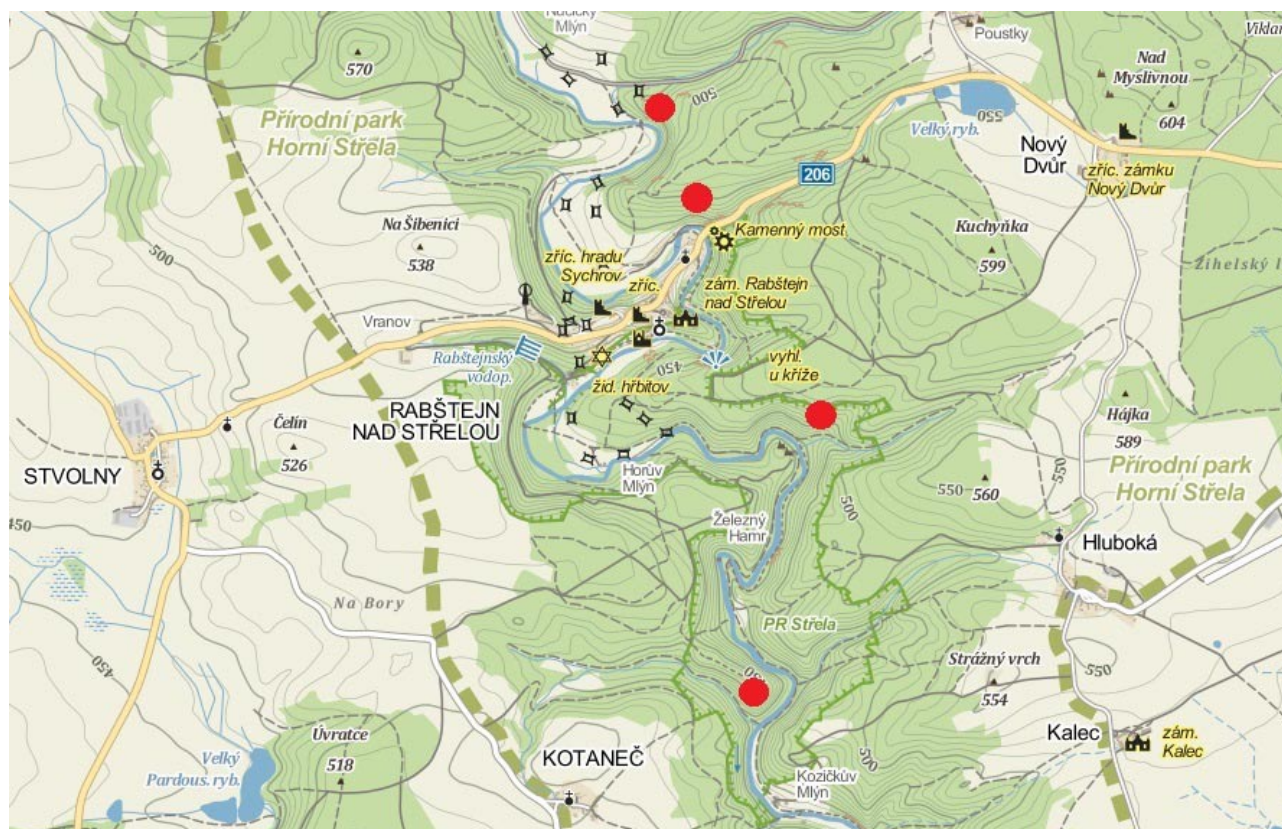 Nučický
Mlýn
Poustky
570
500
Nad
Myslivnou
604
Přírodní park
Horní Střela
Velký ryb.
550
Nový
Dvůr
206
zříc. zámku
Nový Dvůr
Na Šibenici
538
500
Kamenný most
Kuchyňka
599
zříc. hradu
Sychrov
zříc.
zám. Rabštejn
nad Střelou
Vranov
Rabštejnský
vodop.
450
vyhl.
u kříže
žid. hřbitov
RABŠTEJN
NAD STŘELOU
Hájka
589
Čelín
526
STVOLNY
Horův
Mlýn
Přírodní park
Horní Střela
550
560
550
450
500
Železný
Hamr
Hluboká
Na Bory
PR Střela
Strážný vrch
554
550
450
Úvratce
518
Velký
Pardous. ryb.
KOTANEČ
Kalec
zám.
Kalec
500
Kozičkův
Mlýn